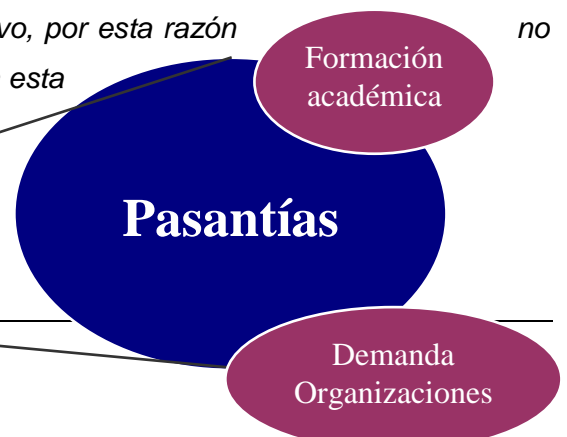 vo, por esta razón no
esta
Formación
académica
Pasantías
Demanda
Organizaciones